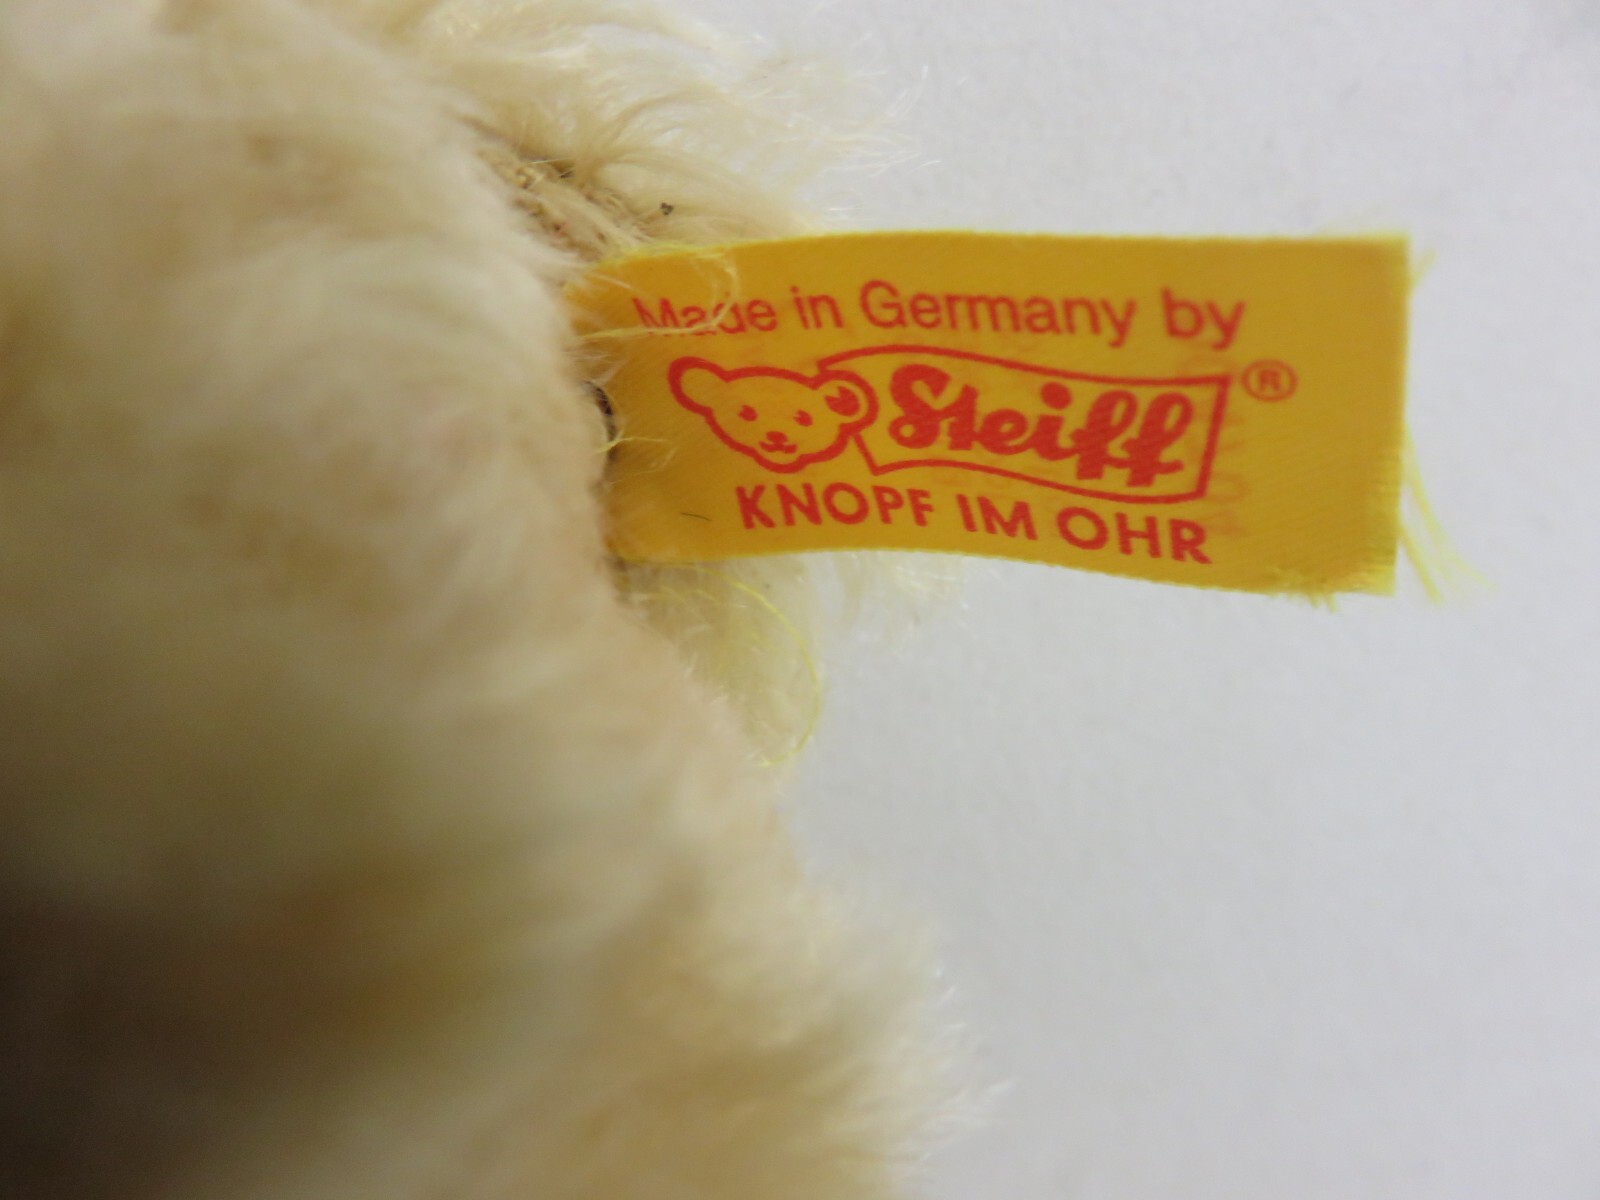 Made in Germany by
Steiff ®
KNOPF IM OHR